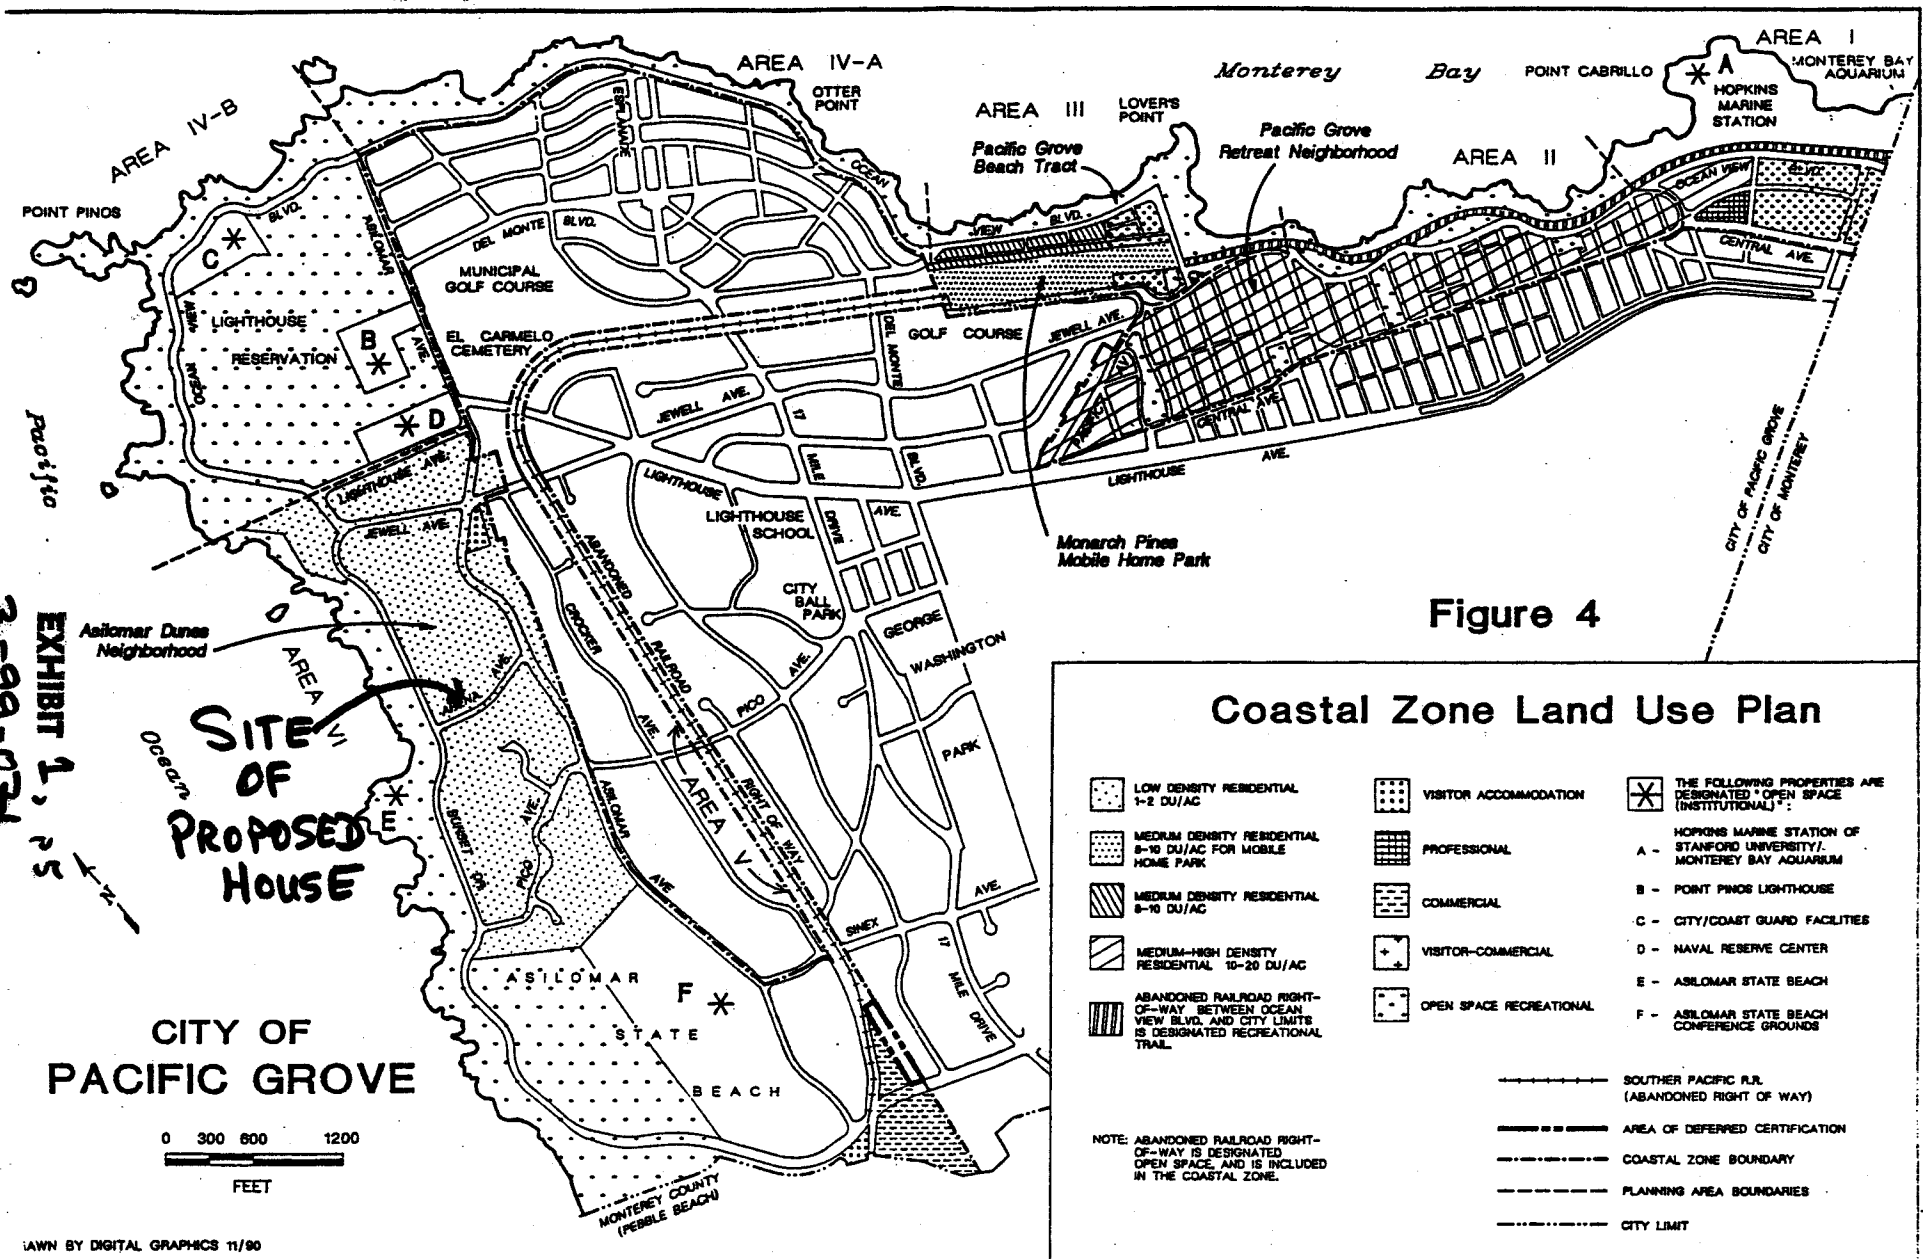 AREA I
MONTEREY BAY
AQUARIUM
POINT CABRILLO
A
HOPKINS
MARINE
STATION
Monterey Bay
AREA IV-A
OTTER
POINT
AREA III
LOVER'S
POINT
Pacific Grove
Beach Tract
Pacific Grove
Retreat Neighborhood
AREA II
AREA IV-B
POINT PINOS
ESPLANADE
OCEAN
VIEW
BLVD.
OCEAN VIEW
BLVD.
CENTRAL AVE.
BLVD.
ASILOMAR
AVE.
DEL MONTE BLVD.
C
MUNICIPAL
GOLF COURSE
VIEW
OCEAN
LIGHTHOUSE
RESERVATION
B
EL CARMELO
CEMETERY
GOLF COURSE
JEWELL AVE.
DEL MONTE
BLVD.
D
JEWELL AVE.
17
MILE
DRIVE
CENTRAL AVE.
LIGHTHOUSE AVE.
LIGHTHOUSE AVE.
JEWELL AVE.
LIGHTHOUSE
AVE.
LIGHTHOUSE
SCHOOL
Monarch Pines
Mobile Home Park
CITY OF PACIFIC GROVE
CITY OF MONTEREY
Pacific
Ocean
CITY
BALL
PARK
GEORGE
WASHINGTON
PARK
ABANDONED
RAILROAD
RIGHT OF WAY
CROCKER
AVE.
PICO
AVE.
Asilomar Dunes
Neighborhood
AREA VI
ARENA
AVE.
SITE
OF
PROPOSED
HOUSE
EXHIBIT 1,
E
SUNSET DR.
PICO
AVE.
ASILOMAR
AVE
AREA V
SINEX
AVE.
17
MILE
DRIVE
N
ASILOMAR
STATE
BEACH
F
CITY OF
PACIFIC GROVE
0 300 600 1200
FEET
MONTEREY COUNTY
(PEBBLE BEACH)
AWN BY DIGITAL GRAPHICS 11/90
Figure 4
Coastal Zone Land Use Plan
LOW DENSITY RESIDENTIAL
1-2 DU/AC
MEDIUM DENSITY RESIDENTIAL
8-10 DU/AC FOR MOBILE
HOME PARK
MEDIUM DENSITY RESIDENTIAL
8-10 DU/AC
MEDIUM-HIGH DENSITY
RESIDENTIAL 10-20 DU/AC
ABANDONED RAILROAD RIGHT-
OF-WAY BETWEEN OCEAN
VIEW BLVD. AND CITY LIMITS
IS DESIGNATED RECREATIONAL
TRAIL.
VISITOR ACCOMMODATION
PROFESSIONAL
COMMERCIAL
VISITOR-COMMERCIAL
OPEN SPACE RECREATIONAL
THE FOLLOWING PROPERTIES ARE
DESIGNATED "OPEN SPACE
(INSTITUTIONAL)":
A - HOPKINS MARINE STATION OF
STANFORD UNIVERSITY/.
MONTEREY BAY AQUARIUM
B - POINT PINOS LIGHTHOUSE
C - CITY/COAST GUARD FACILITIES
D - NAVAL RESERVE CENTER
E - ASILOMAR STATE BEACH
F - ASILOMAR STATE BEACH
CONFERENCE GROUNDS
SOUTHER PACIFIC R.R.
(ABANDONED RIGHT OF WAY)
AREA OF DEFERRED CERTIFICATION
COASTAL ZONE BOUNDARY
PLANNING AREA BOUNDARIES
CITY LIMIT
NOTE: ABANDONED RAILROAD RIGHT-
OF-WAY IS DESIGNATED
OPEN SPACE, AND IS INCLUDED
IN THE COASTAL ZONE.